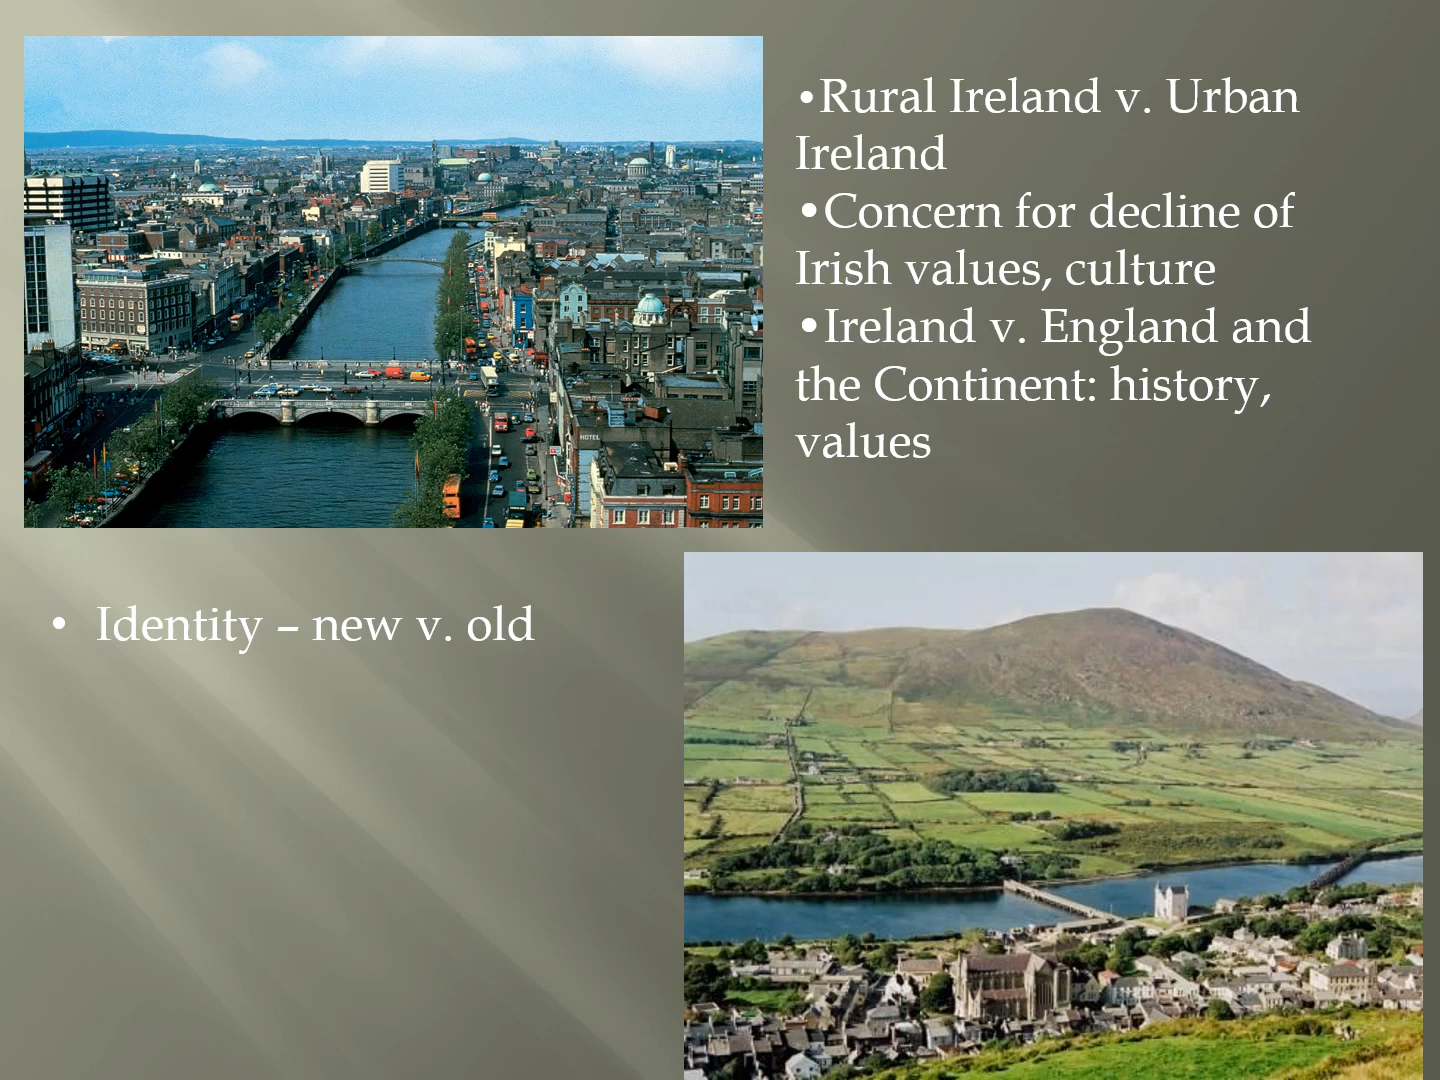 •Rural Ireland v. Urban
Ireland
•Concern for decline of
Irish values, culture
•Ireland v. England and
the Continent: history,
values
• Identity – new v. old
HOTEL